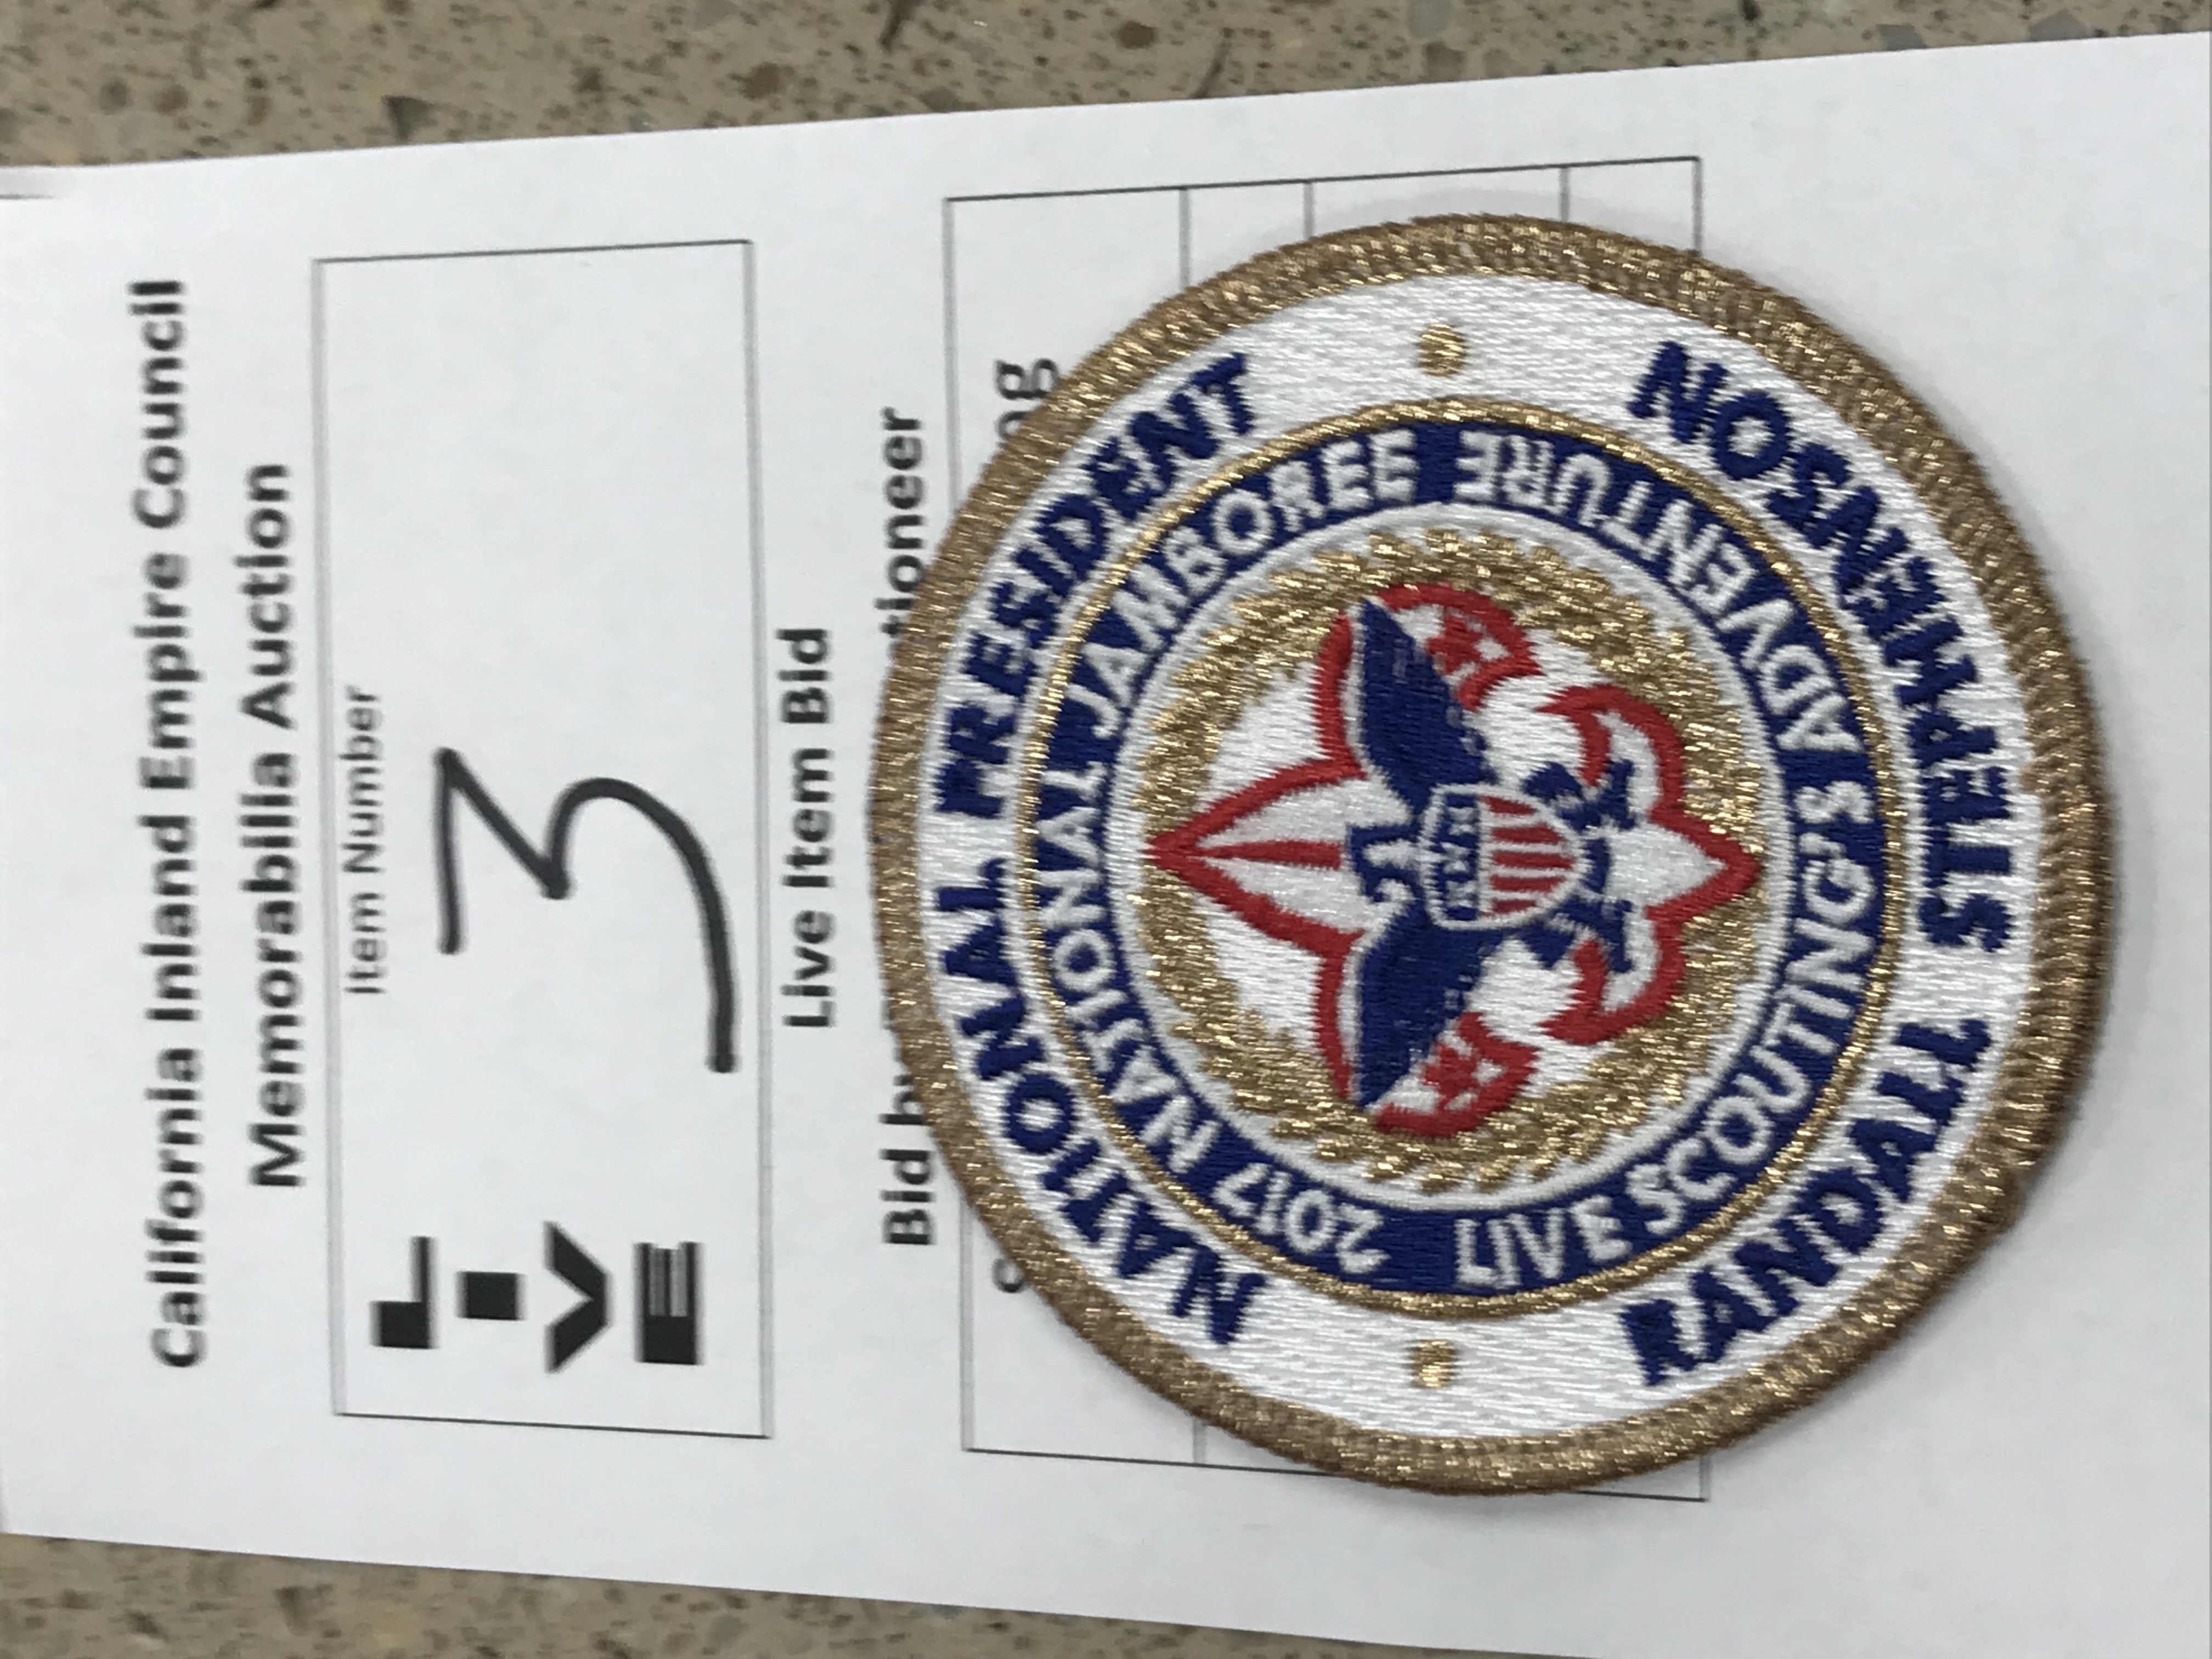 California Inland Empire Council
Memorabilia Auction
Item Number
LIVE
3
Live Item Bid
Bid
NATIONAL PRESIDENT
2017 NATIONAL JAMBOREE
LIVE SCOUTING'S ADVENTURE
RANDALL STEPHENSON